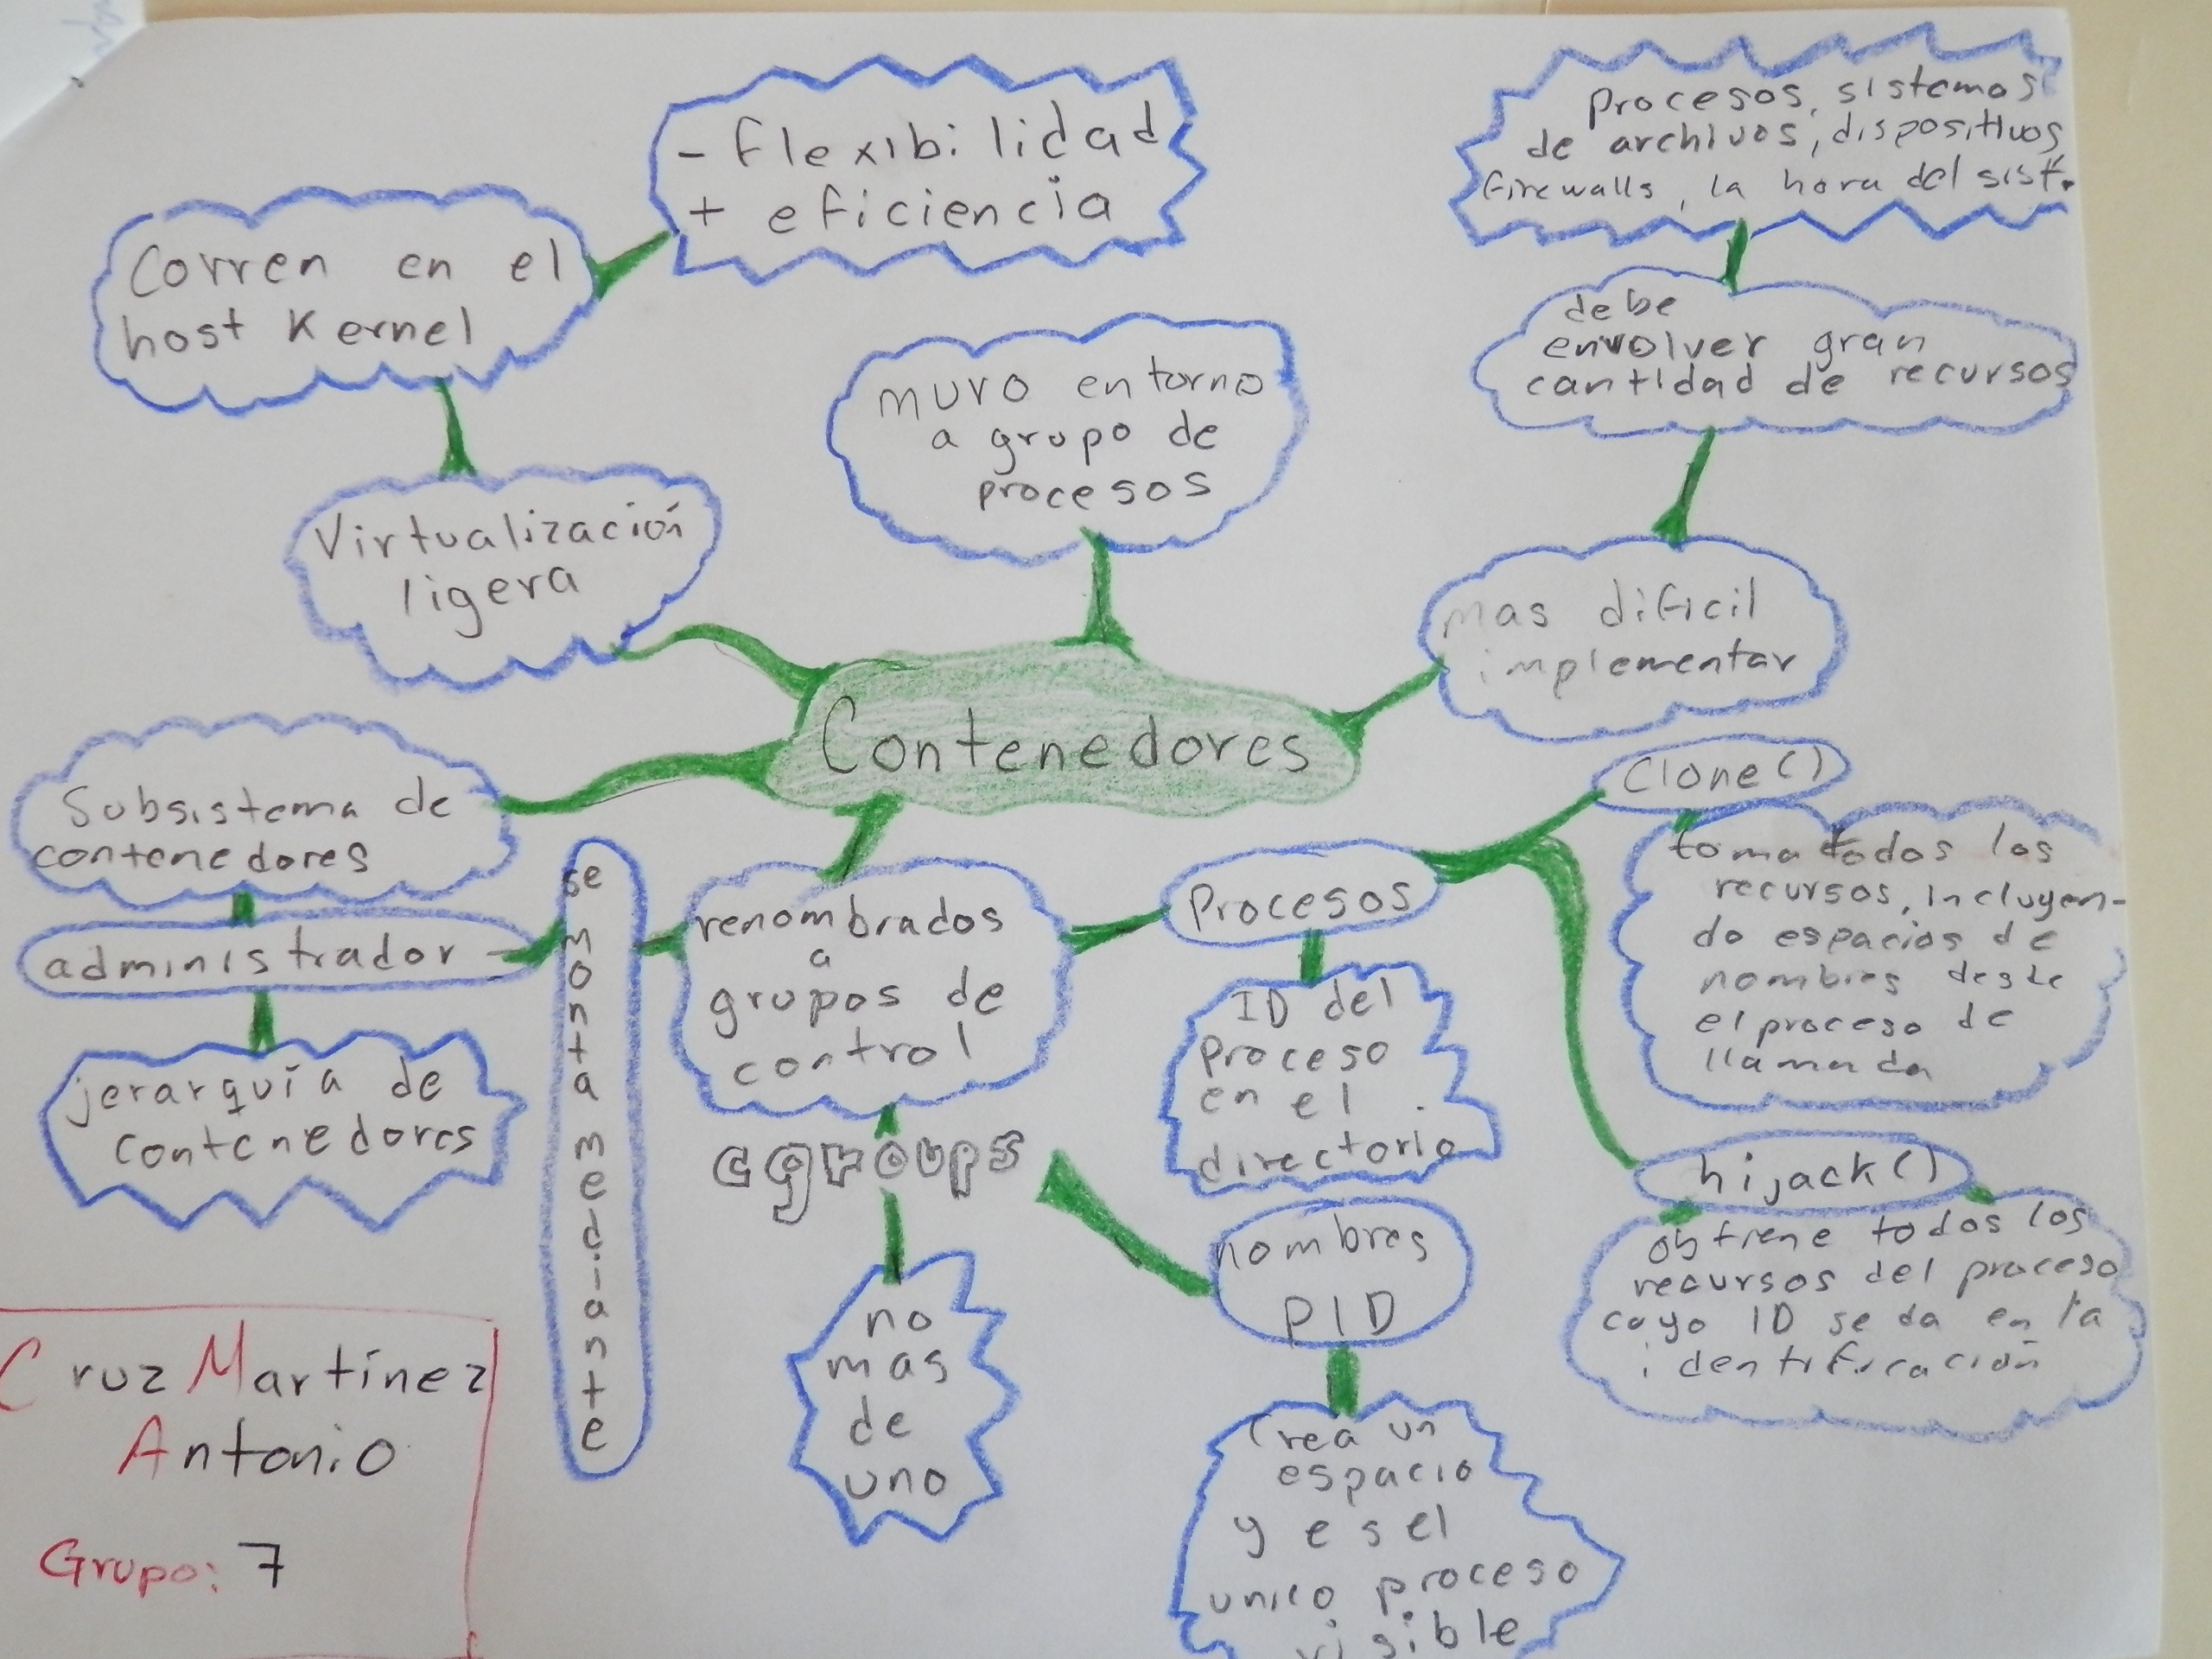 - flexibilidad
+ eficiencia
Corren en el
host Kernel
Virtualización
ligera
muro entorno
a grupo de
procesos
procesos, sistemas
de archivos, dispositivos
firewalls, la hora del sist.
debe
envolver gran
cantidad de recursos
mas dificil
implementar
Contenedores
Subsistema de
contenedores
administrador
jerarquía de
contenedores
se monta mediante
renombrados
a
grupos de
control
cgroups
no
mas
de
uno
Procesos
ID del
proceso
en el
directorio
nombres
PID
Crea un
espacio
y es el
unico proceso
visible
Clone()
toma todos los
recursos, incluyen-
do espacios de
nombres desde
el proceso de
llamada
hijack()
obtiene todos los
recursos del proceso
cuyo ID se da en la
identificación
Cruz Martínez
Antonio
Grupo: 7